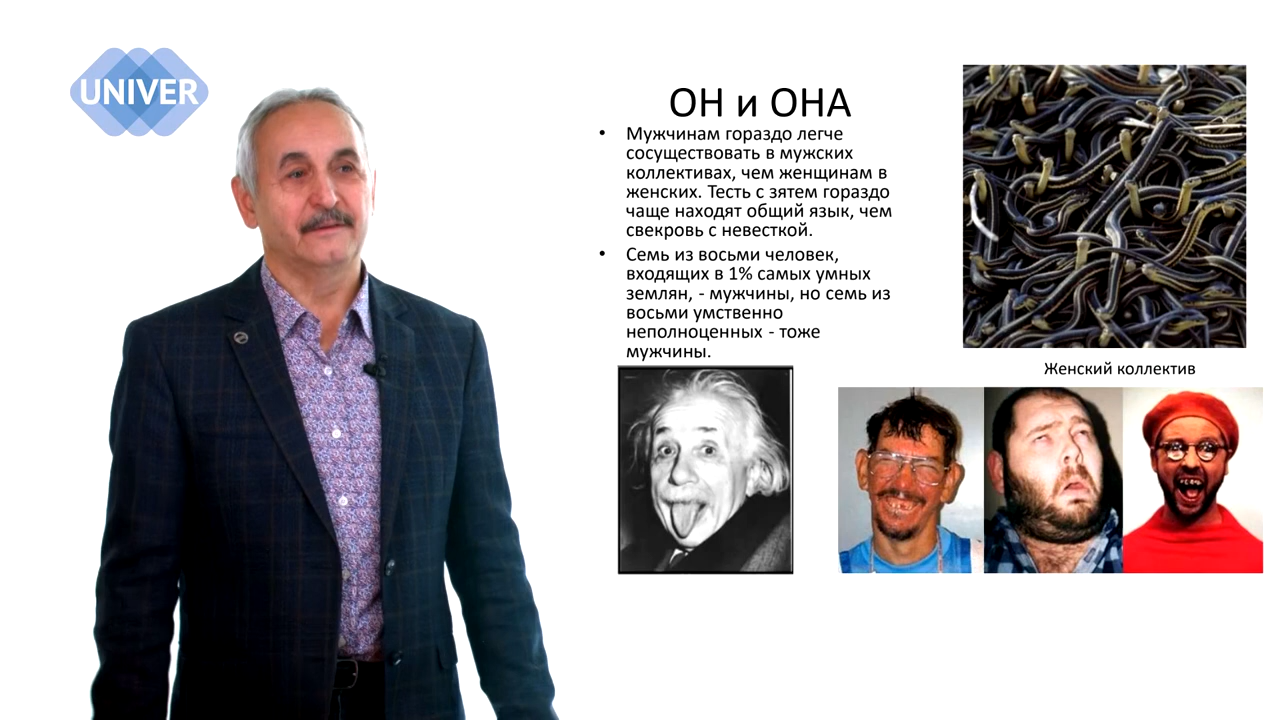 UNIVER
ОН и ОНА
• Мужчинам гораздо легче
сосуществовать в мужских
коллективах, чем женщинам в
женских. Тесть с зятем гораздо
чаще находят общий язык, чем
свекровь с невесткой.
• Семь из восьми человек,
входящих в 1% самых умных
землян, - мужчины, но семь из
восьми умственно
неполноценных - тоже
мужчины.
Женский коллектив